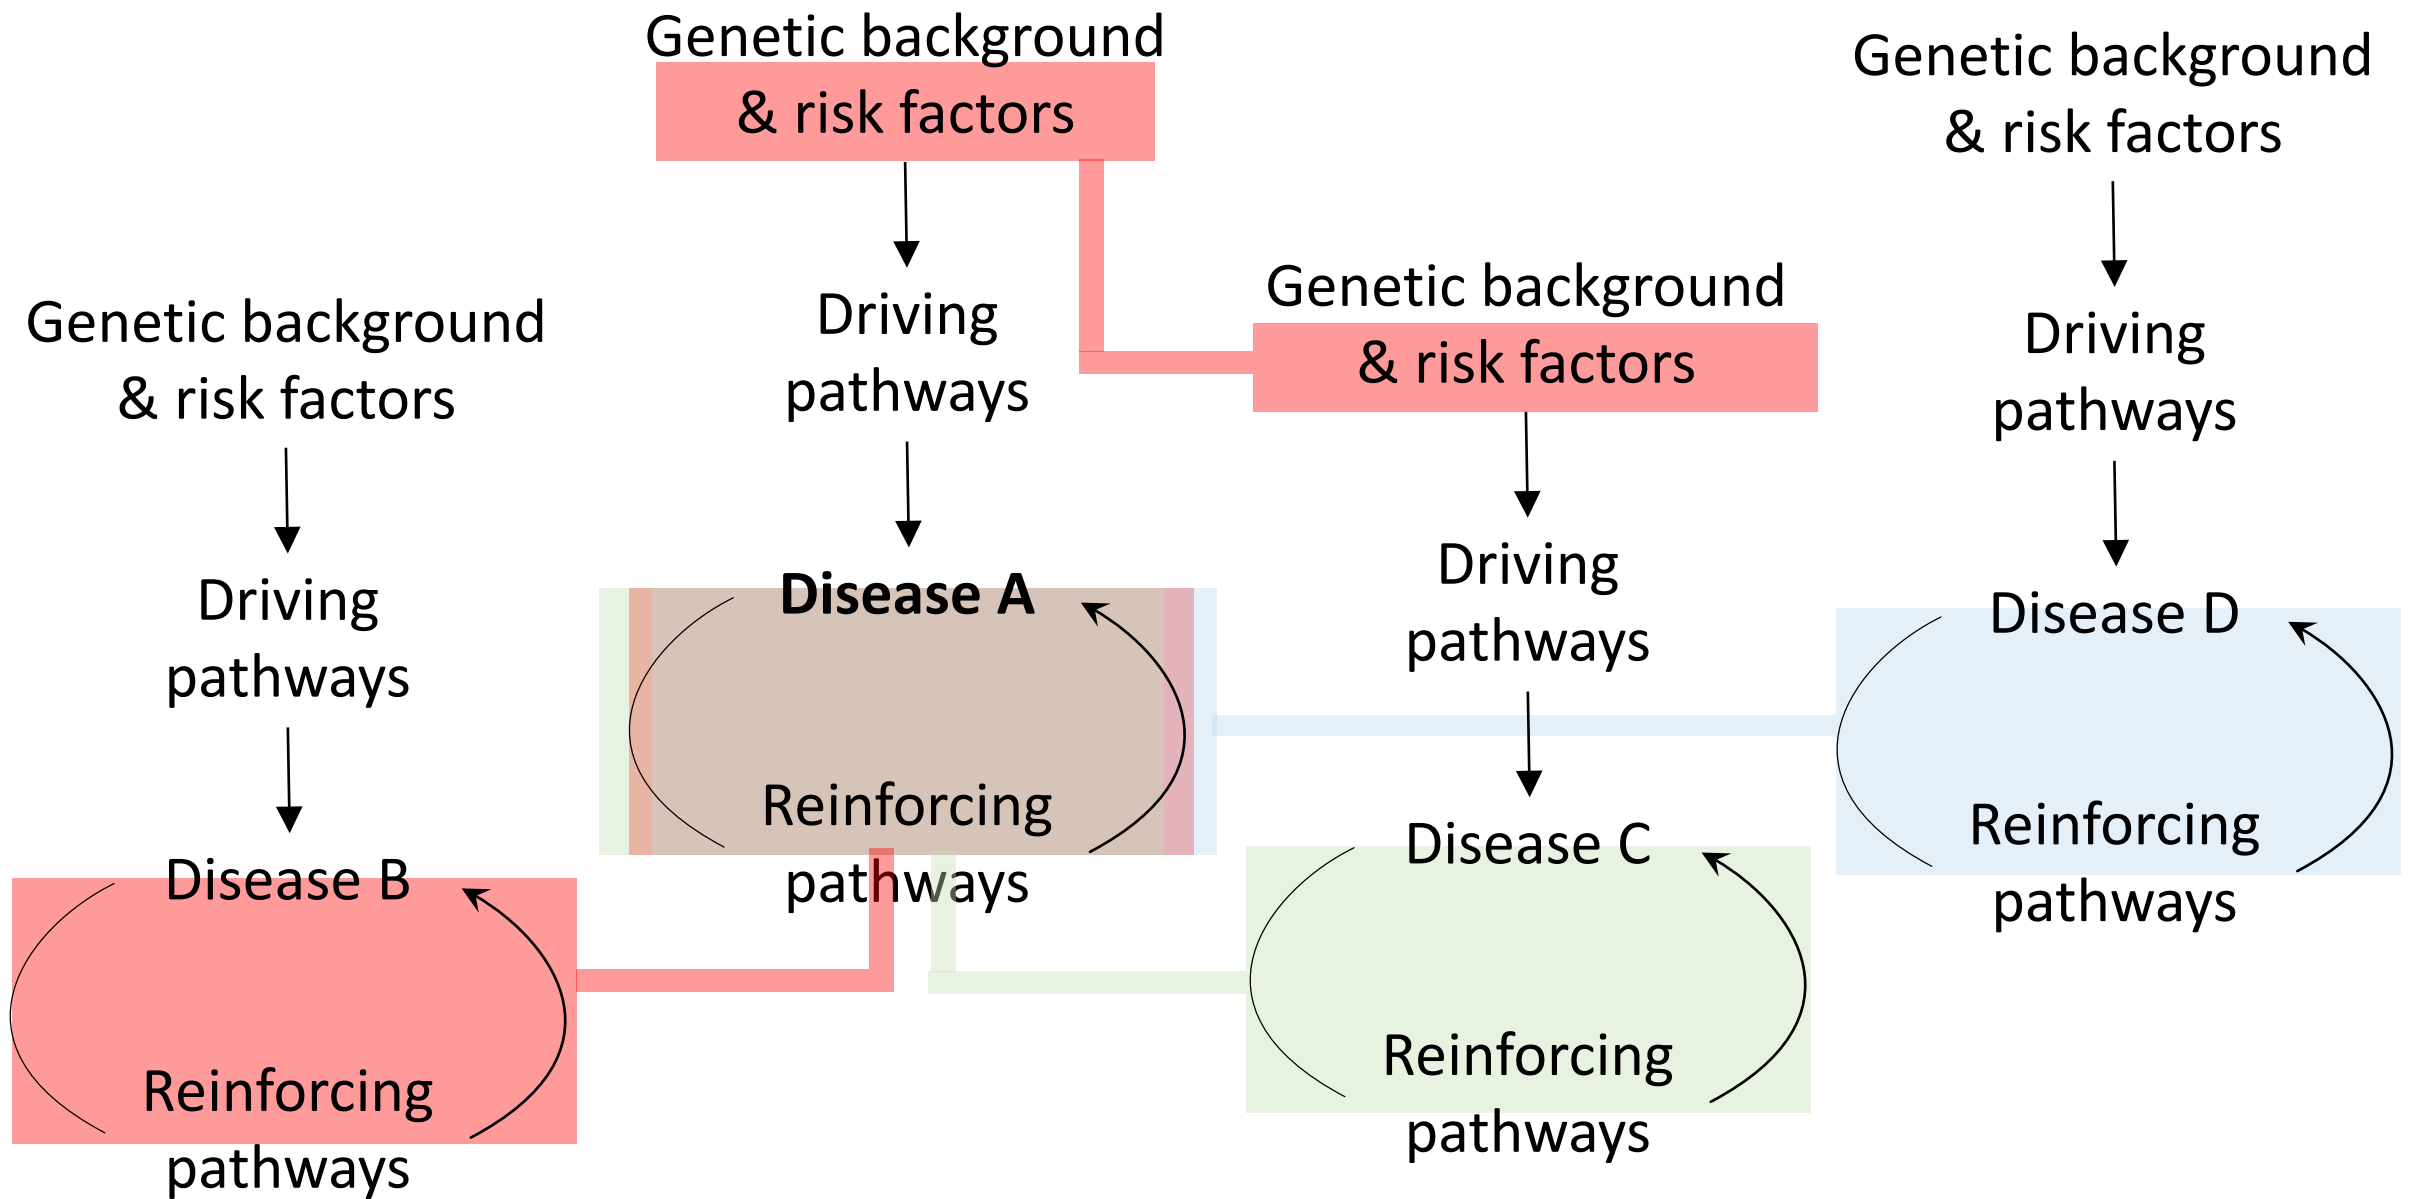 Genetic background
& risk factors
Driving
pathways
Disease B
Reinforcing
pathways
Genetic background
& risk factors
Driving
pathways
Disease A
Reinforcing
pathways
Genetic background
& risk factors
Driving
pathways
Disease C
Reinforcing
pathways
Genetic background
& risk factors
Driving
pathways
Disease D
Reinforcing
pathways